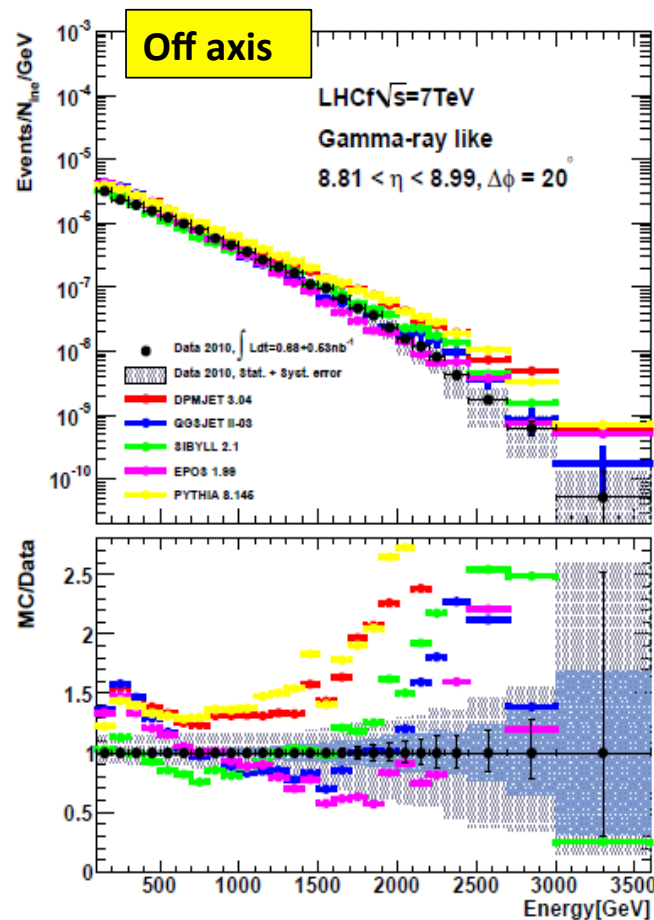 Off axis
Events/N_ine/GeV
10^-3
10^-4
10^-5
10^-6
10^-7
10^-8
10^-9
10^-10
LHCf√s=7TeV
Gamma-ray like
8.81 < η < 8.99, Δϕ = 20°
Data 2010, ∫ Ldt=0.68+0.53nb^-1
Data 2010, Stat. + Syst. error
DPMJET 3.04
QGSJET II-03
SIBYLL 2.1
EPOS 1.99
PYTHIA 8.145
MC/Data
2.5
2
1.5
1
0.5
0
500 1000 1500 2000 2500 3000 3500
Energy[GeV]